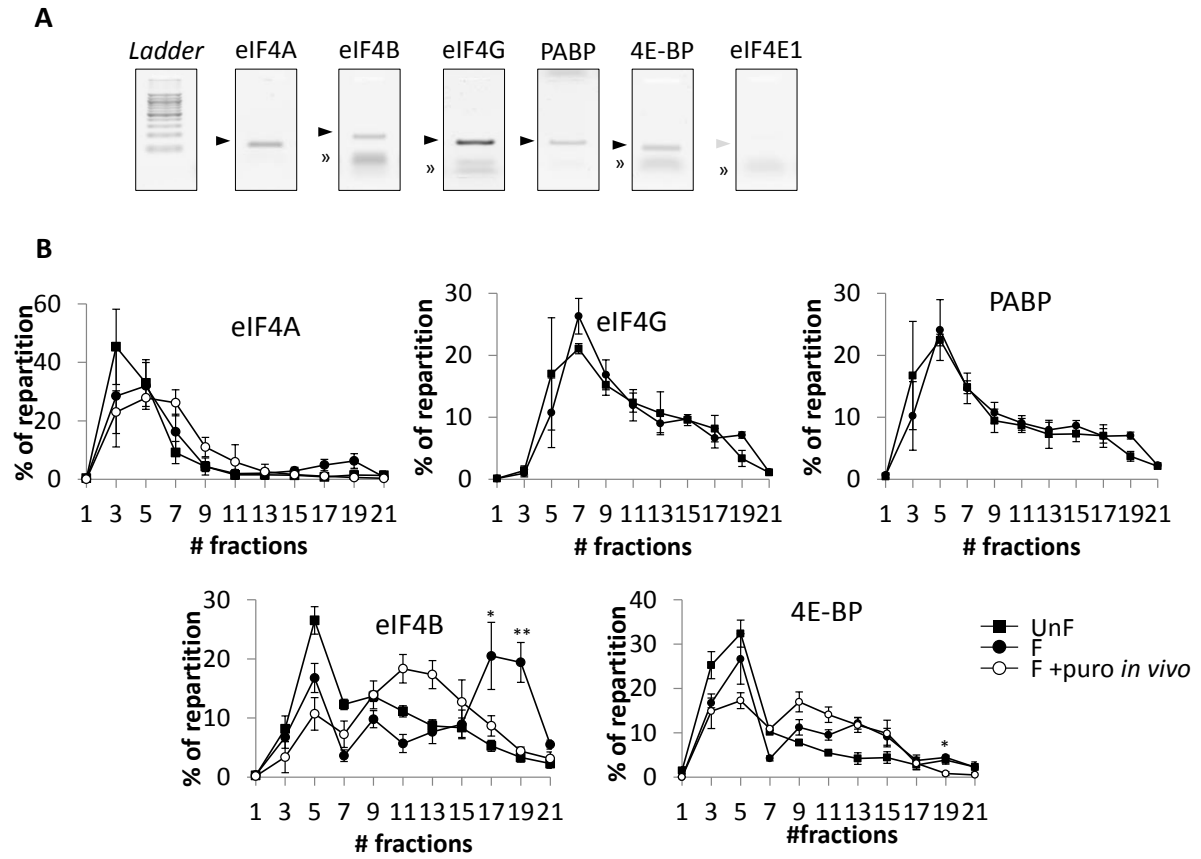 A
Ladder eIF4A eIF4B eIF4G PABP 4E-BP eIF4E1
»
»
»
»
B
eIF4A
% of repartition
60
40
20
0
1 3 5 7 9 11 13 15 17 19 21
# fractions
eIF4G
% of repartition
30
20
10
0
1 3 5 7 9 11 13 15 17 19 21
# fractions
PABP
% of repartition
30
20
10
0
1 3 5 7 9 11 13 15 17 19 21
# fractions
eIF4B
% of repartition
30
20
10
0
* **
1 3 5 7 9 11 13 15 17 19 21
# fractions
4E-BP
% of repartition
40
30
20
10
0
*
1 3 5 7 9 11 13 15 17 19 21
#fractions
UnF
F
F +puro in vivo